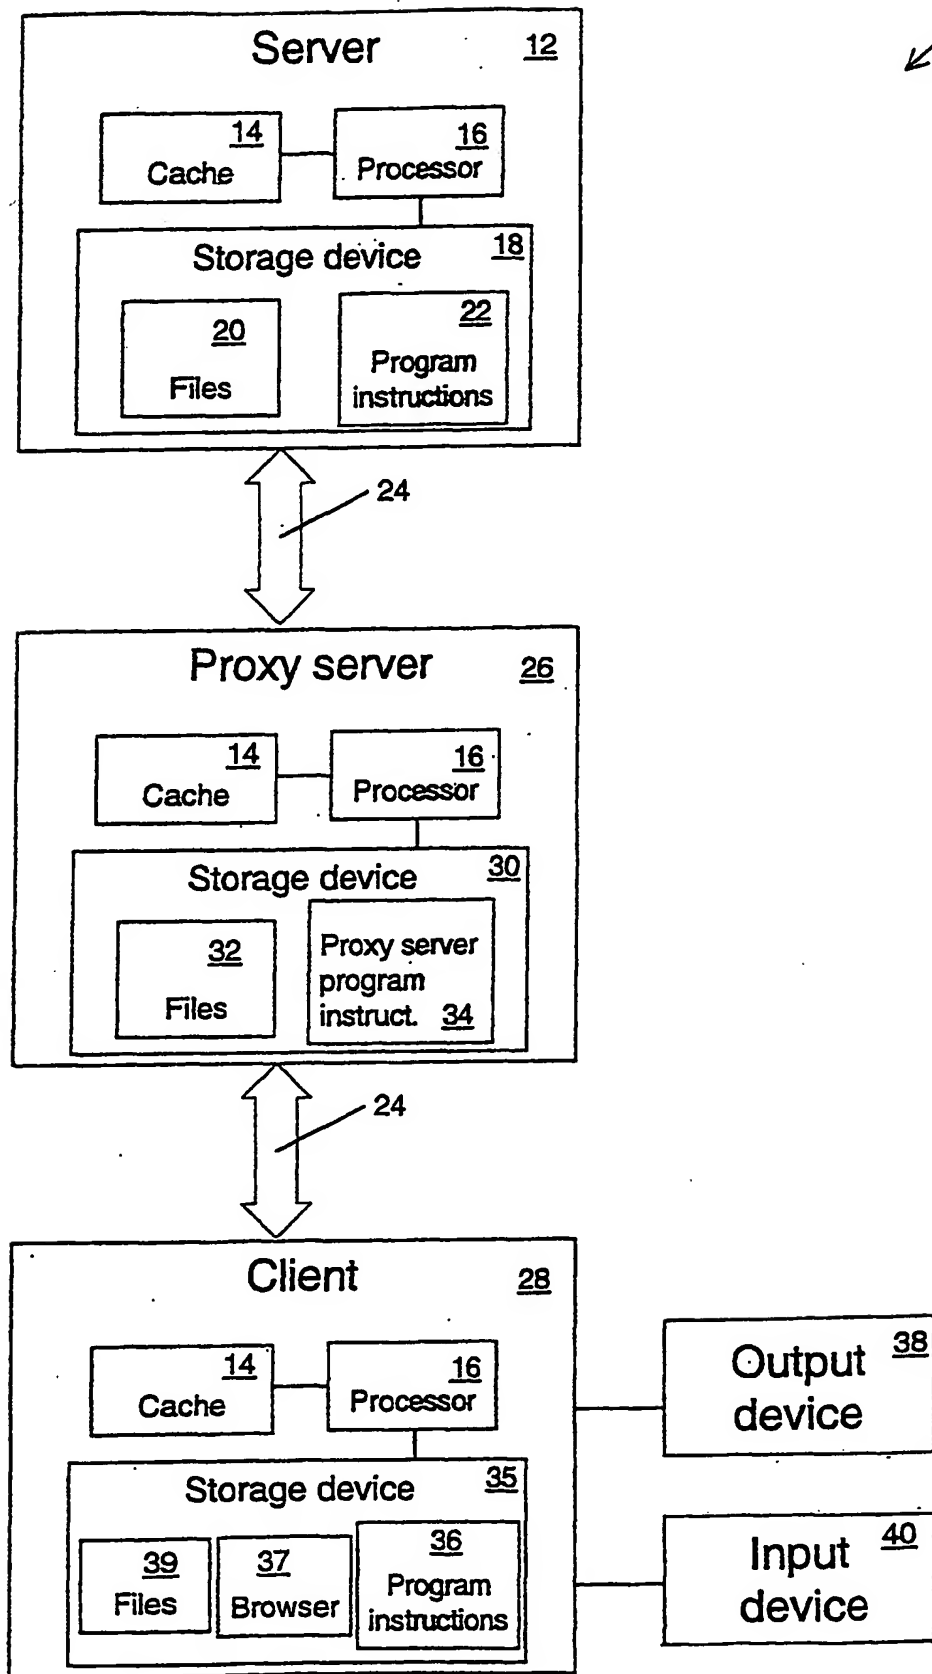 Server 12
14 Cache
16 Processor
Storage device 18
20 Files
22 Program
instructions
24
Proxy server 26
14 Cache
16 Processor
Storage device 30
32 Files
Proxy server
program
instruct. 34
24
Client 28
14 Cache
16 Processor
Storage device 35
39 Files
37 Browser
36 Program
instructions
Output 38
device
Input 40
device